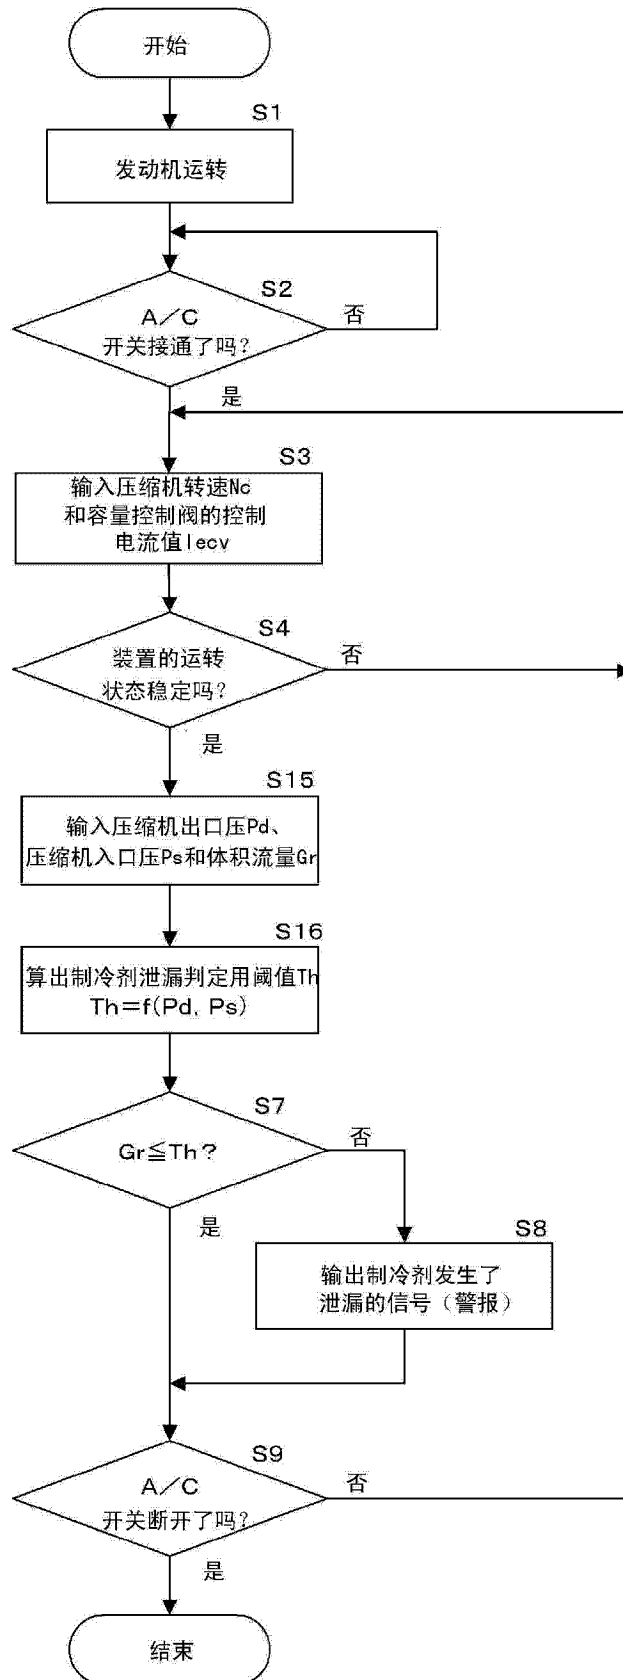 开始
S1
发动机运转
S2
A／C
开关接通了吗？
否
是
S3
输入压缩机转速Nc
和容量控制阀的控制
电流值Iecv
S4
装置的运转
状态稳定吗？
否
是
S15
输入压缩机出口压Pd、
压缩机入口压Ps和体积流量Gr
S16
算出制冷剂泄漏判定用阈值Th
Th＝f(Pd, Ps)
S7
Gr≦Th？
否
是
S8
输出制冷剂发生了
泄漏的信号（警报）
S9
A／C
开关断开了吗？
否
是
结束